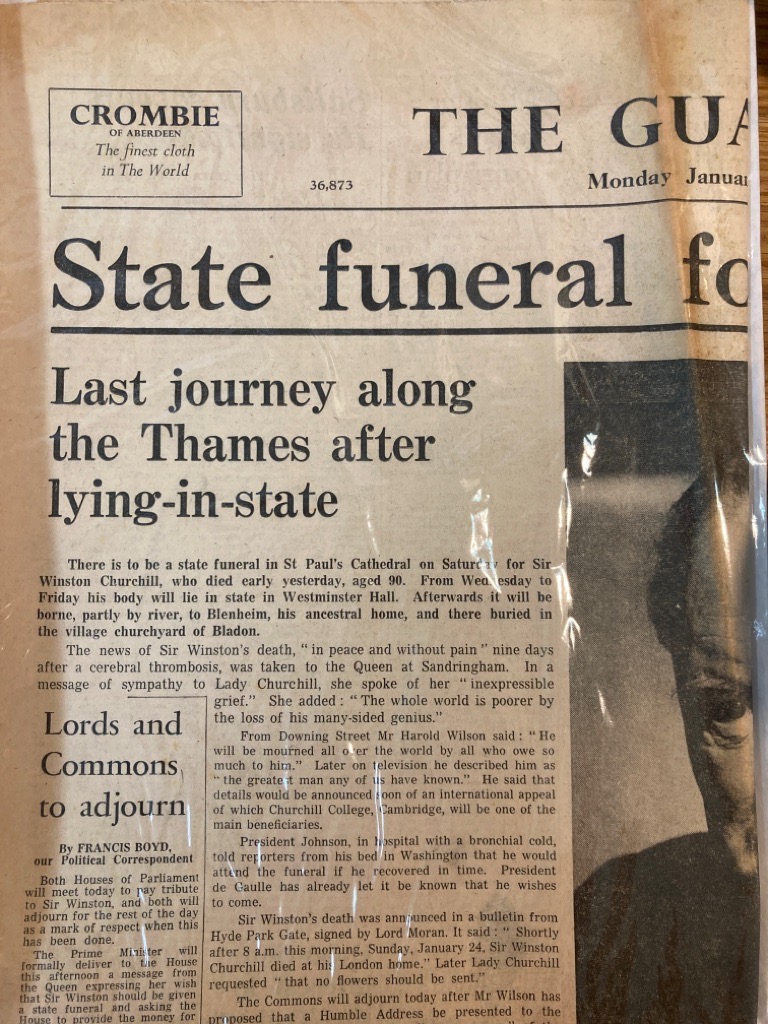 CROMBIE
OF ABERDEEN
The finest cloth
in The World
36,873
THE GUA
Monday Januar
State funeral fo
Last journey along
the Thames after
lying-in-state
There is to be a state funeral in St Paul's Cathedral on Saturday for Sir
Winston Churchill, who died early yesterday, aged 90. From Wednesday to
Friday his body will lie in state in Westminster Hall. Afterwards it will be
borne, partly by river, to Blenheim, his ancestral home, and there buried in
the village churchyard of Bladon.
The news of Sir Winston's death, "in peace and without pain" nine days
after a cerebral thrombosis, was taken to the Queen at Sandringham. In a
message of sympathy to Lady Churchill, she spoke of her "inexpressible
grief." She added: "The whole world is poorer by
the loss of his many-sided genius."
From Downing Street Mr Harold Wilson said: "He
will be mourned all over the world by all who owe so
much to him." Later on television he described him as
"the greatest man any of us have known." He said that
details would be announced soon of an international appeal
of which Churchill College, Cambridge, will be one of the
main beneficiaries.
President Johnson, in hospital with a bronchial cold,
told reporters from his bed in Washington that he would
attend the funeral if he recovered in time. President
de Gaulle has already let it be known that he wishes
to come.
Sir Winston's death was announced in a bulletin from
Hyde Park Gate, signed by Lord Moran. It said: "Shortly
after 8 a.m. this morning, Sunday, January 24, Sir Winston
Churchill died at his London home." Later Lady Churchill
requested "that no flowers should be sent."
The Commons will adjourn today after Mr Wilson has
proposed that a Humble Address be presented to the
Lords and
Commons
to adjourn
By FRANCIS BOYD,
our Political Correspondent
Both Houses of Parliament
will meet today to pay tribute
to Sir Winston, and both will
adjourn for the rest of the day
as a mark of respect when this
has been done.
The Prime Minister will
formally deliver to the House
this afternoon a message from
the Queen expressing her wish
that Sir Winston should be given
a state funeral and asking the
House to provide the money for